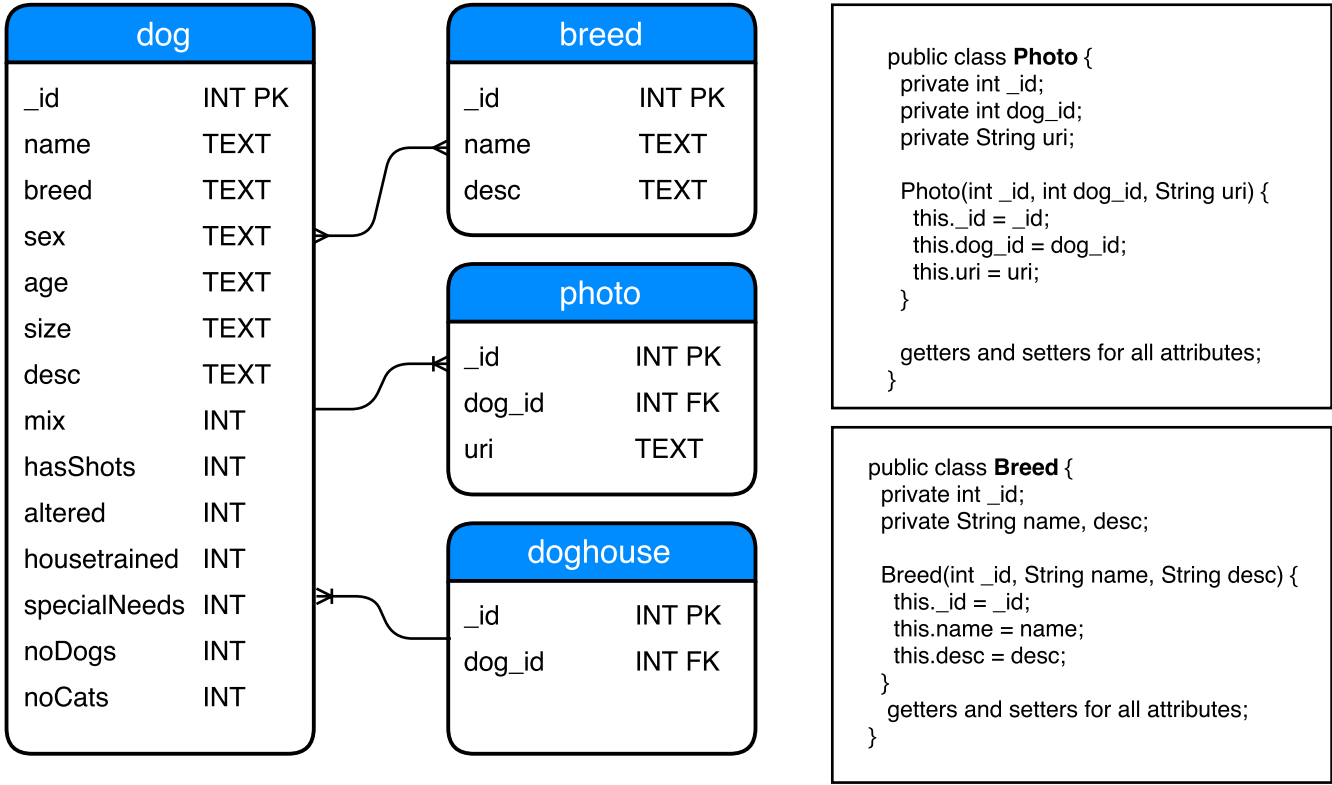 dog
_id INT PK
name TEXT
breed TEXT
sex TEXT
age TEXT
size TEXT
desc TEXT
mix INT
hasShots INT
altered INT
housetrained INT
specialNeeds INT
noDogs INT
noCats INT
breed
_id INT PK
name TEXT
desc TEXT
photo
_id INT PK
dog_id INT FK
uri TEXT
doghouse
_id INT PK
dog_id INT FK
public class Photo {
private int _id;
private int dog_id;
private String uri;
Photo(int _id, int dog_id, String uri) {
this._id = _id;
this.dog_id = dog_id;
this.uri = uri;
}
getters and setters for all attributes;
}
public class Breed {
private int _id;
private String name, desc;
Breed(int _id, String name, String desc) {
this._id = _id;
this.name = name;
this.desc = desc;
}
getters and setters for all attributes;
}